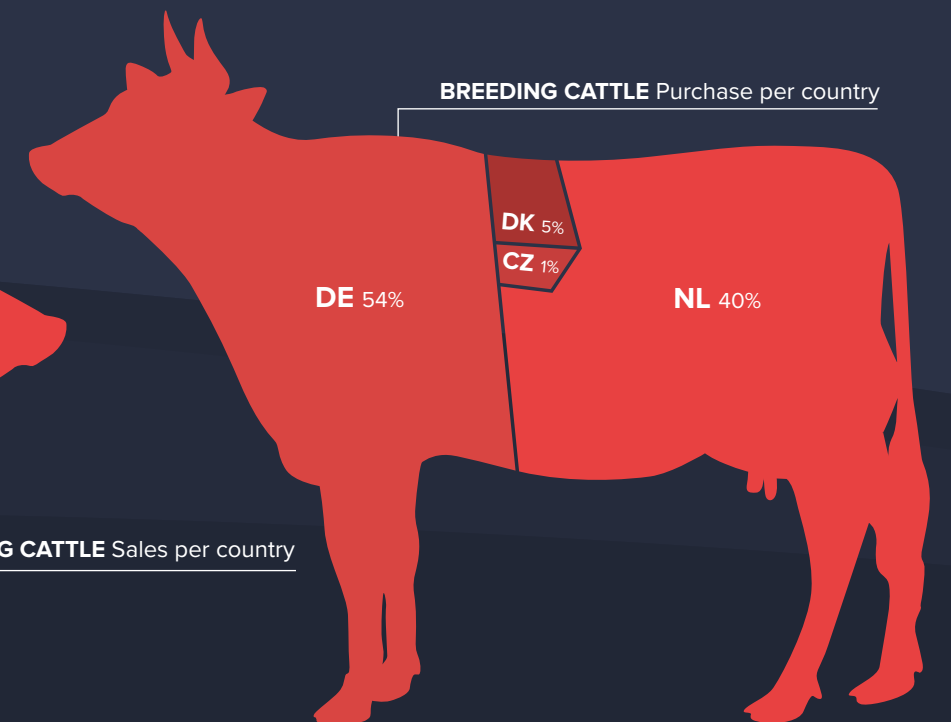 BREEDING CATTLE Purchase per country
DK 5%
CZ 1%
DE 54%
NL 40%
G CATTLE Sales per country